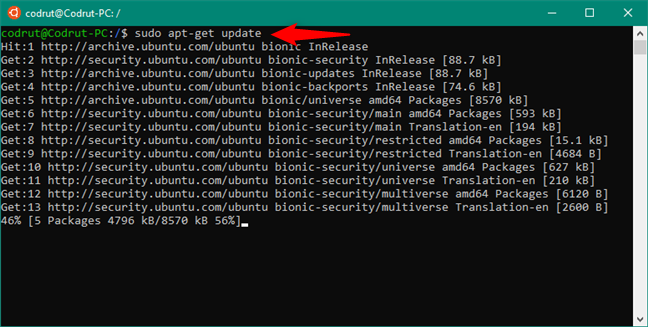 codrut@Codrut-PC: /
codrut@Codrut-PC:/$ sudo apt-get update
Hit:1 http://archive.ubuntu.com/ubuntu bionic InRelease
Get:2 http://security.ubuntu.com/ubuntu bionic-security InRelease [88.7 kB]
Get:3 http://archive.ubuntu.com/ubuntu bionic-updates InRelease [88.7 kB]
Get:4 http://archive.ubuntu.com/ubuntu bionic-backports InRelease [74.6 kB]
Get:5 http://archive.ubuntu.com/ubuntu bionic/universe amd64 Packages [8570 kB]
Get:6 http://security.ubuntu.com/ubuntu bionic-security/main amd64 Packages [593 kB]
Get:7 http://security.ubuntu.com/ubuntu bionic-security/main Translation-en [194 kB]
Get:8 http://security.ubuntu.com/ubuntu bionic-security/restricted amd64 Packages [15.1 kB]
Get:9 http://security.ubuntu.com/ubuntu bionic-security/restricted Translation-en [4684 B]
Get:10 http://security.ubuntu.com/ubuntu bionic-security/universe amd64 Packages [627 kB]
Get:11 http://security.ubuntu.com/ubuntu bionic-security/universe Translation-en [210 kB]
Get:12 http://security.ubuntu.com/ubuntu bionic-security/multiverse amd64 Packages [6120 B]
Get:13 http://security.ubuntu.com/ubuntu bionic-security/multiverse Translation-en [2600 B]
46% [5 Packages 4796 kB/8570 kB 56%]